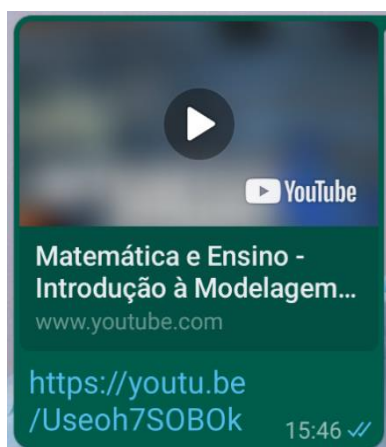 YouTube
Matemática e Ensino -
Introdução à Modelagem...
www.youtube.com
https://youtu.be
/Useoh7SOBOk
15:46